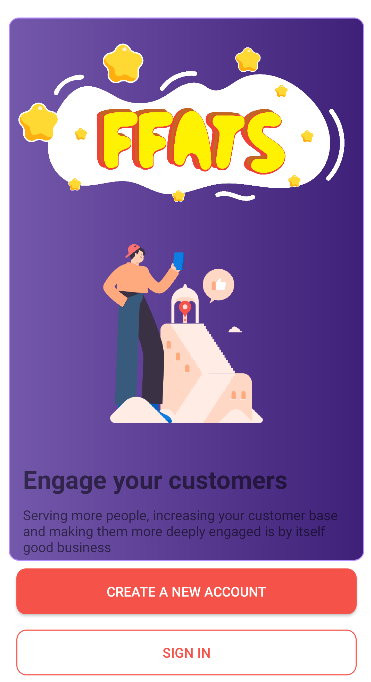 FFATS
Engage your customers
Serving more people, increasing your customer base
and making them more deeply engaged is by itself
good business
CREATE A NEW ACCOUNT
SIGN IN